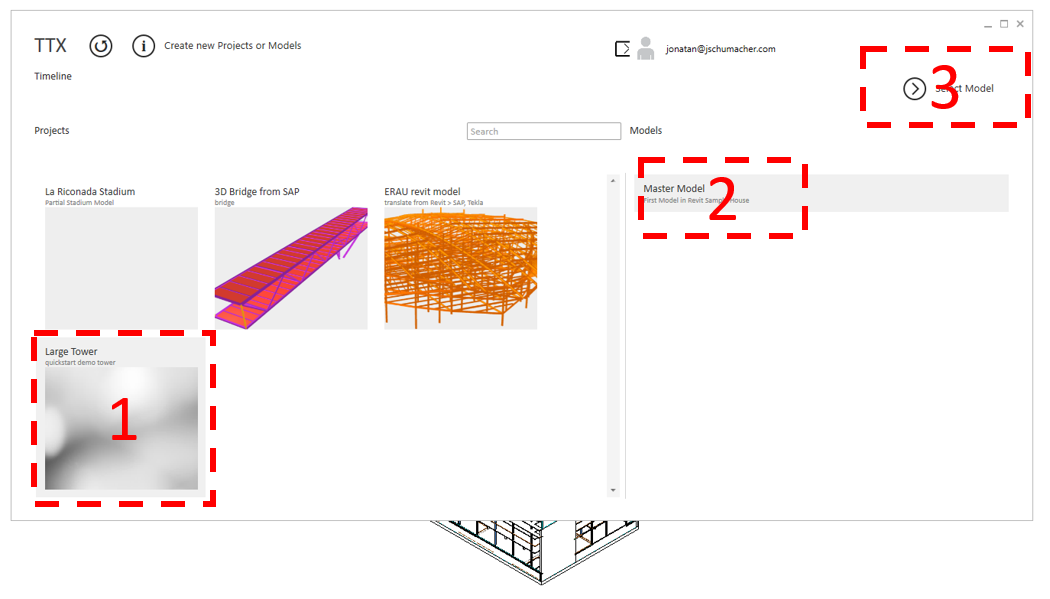 TTX
Create new Projects or Models
jonatan@jschumacher.com
Timeline
3
Select Model
Projects
Search
Models
La Riconada Stadium
Partial Stadium Model
3D Bridge from SAP
bridge
ERAU revit model
translate from Revit > SAP, Tekla
Master Model
2
First Model in Revit Sample House
Large Tower
quickstart demo tower
1